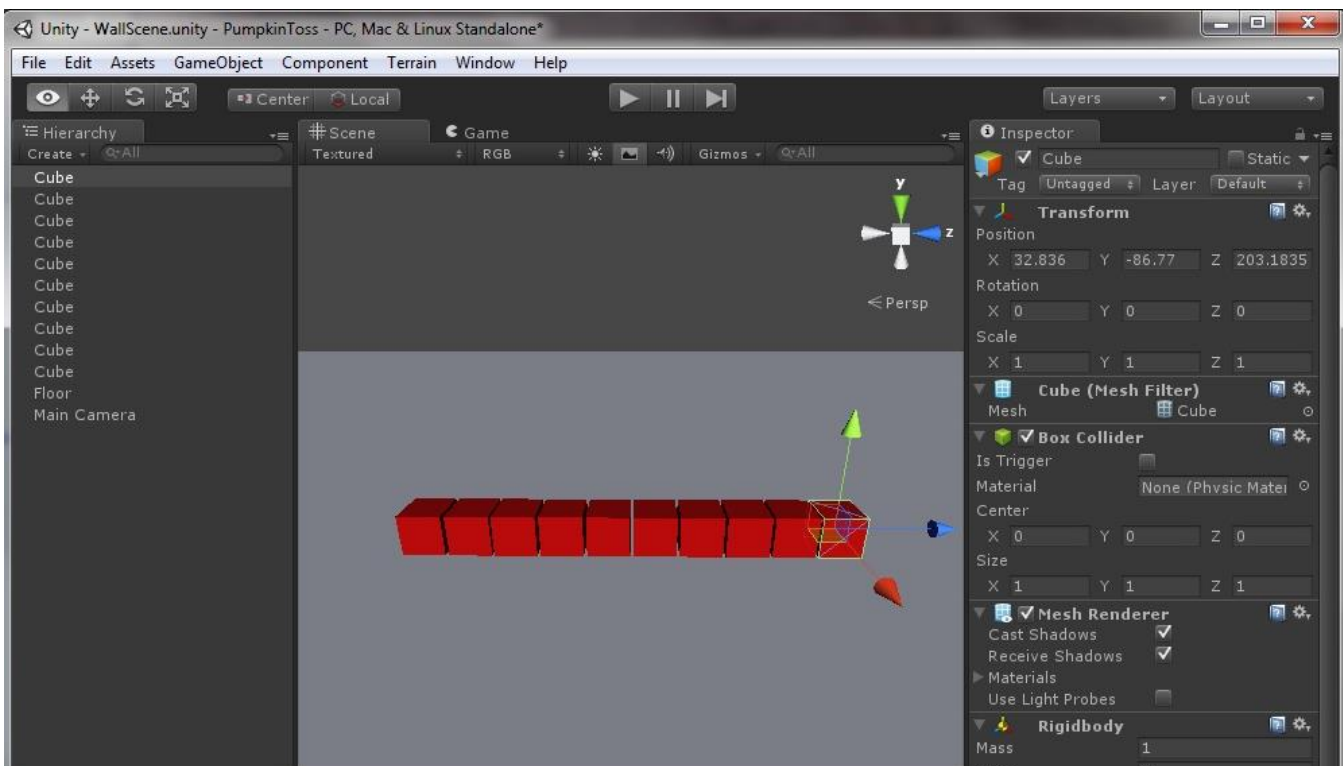 Unity - WallScene.unity - PumpkinToss - PC, Mac & Linux Standalone*
File Edit Assets GameObject Component Terrain Window Help
Center Local Layers Layout
Hierarchy
Create All
Cube
Cube
Cube
Cube
Cube
Cube
Cube
Cube
Cube
Cube
Floor
Main Camera
Scene Game
Textured RGB Gizmos All
y
z
Persp
Inspector
Cube Static
Tag Untagged Layer Default
Transform
Position
X 32.836 Y -86.77 Z 203.1835
Rotation
X 0 Y 0 Z 0
Scale
X 1 Y 1 Z 1
Cube (Mesh Filter)
Mesh Cube
Box Collider
Is Trigger
Material None (Physic Mater
Center
X 0 Y 0 Z 0
Size
X 1 Y 1 Z 1
Mesh Renderer
Cast Shadows
Receive Shadows
Materials
Use Light Probes
Rigidbody
Mass 1